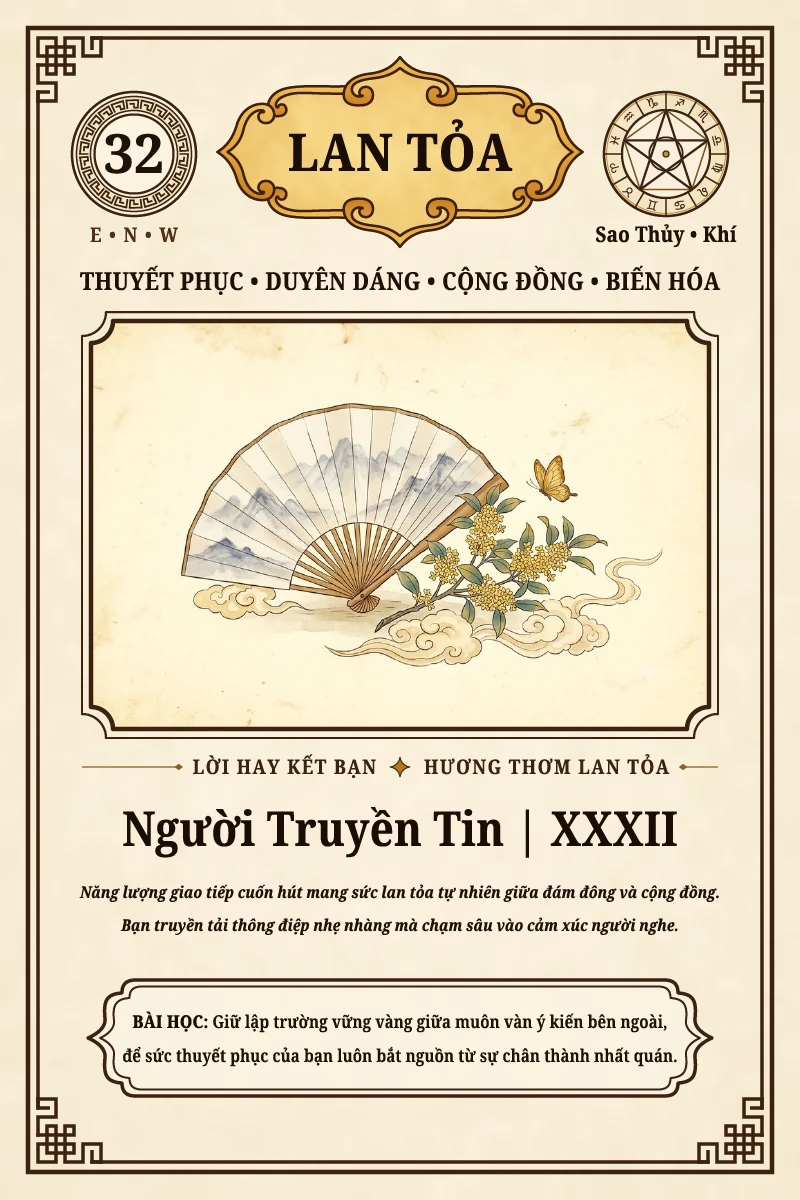 32
LAN TỎA
E • N • W
Sao Thủy • Khí
THUYẾT PHỤC • DUYÊN DÁNG • CỘNG ĐỒNG • BIẾN HÓA
LỜI HAY KẾT BẠN ✦ HƯƠNG THƠM LAN TỎA
Người Truyền Tin | XXXII
Năng lượng giao tiếp cuốn hút mang sức lan tỏa tự nhiên giữa đám đông và cộng đồng.
Bạn truyền tải thông điệp nhẹ nhàng mà chạm sâu vào cảm xúc người nghe.
BÀI HỌC: Giữ lập trường vững vàng giữa muôn vàn ý kiến bên ngoài,
để sức thuyết phục của bạn luôn bắt nguồn từ sự chân thành nhất quán.